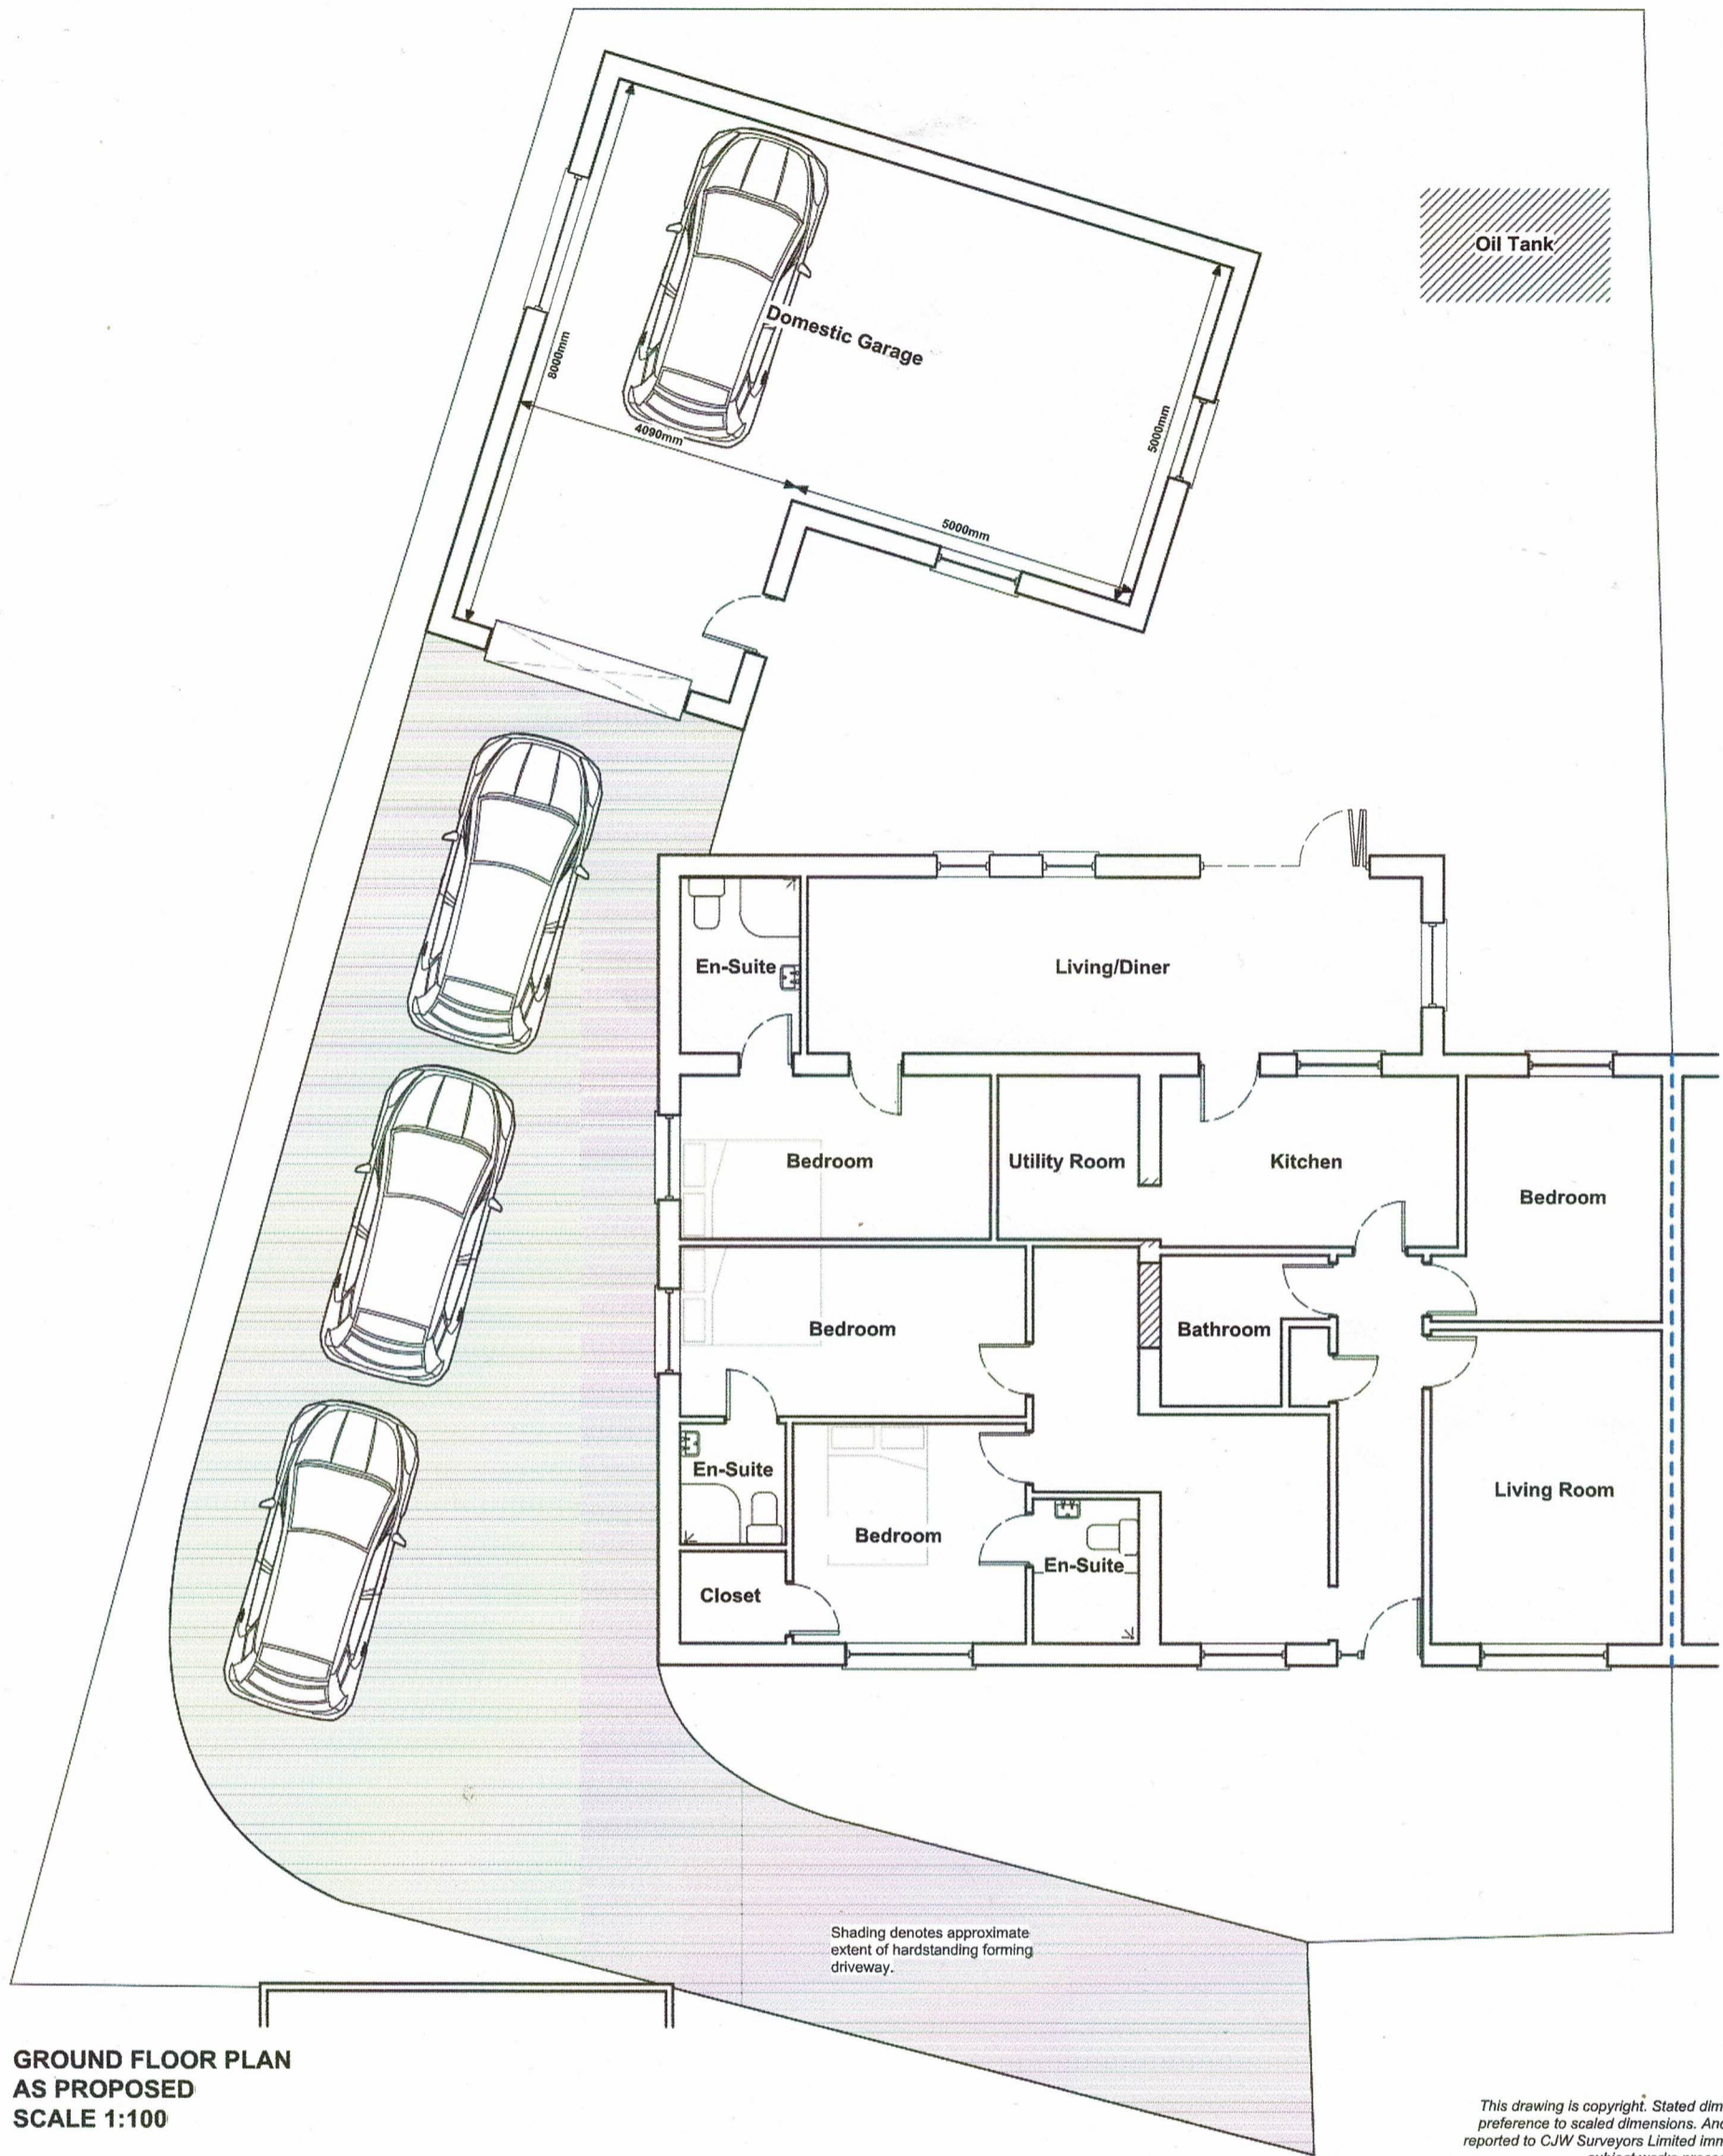 Oil Tank
Domestic Garage
8000mm
4090mm
5000mm
5000mm
En-Suite
Living/Diner
Bedroom
Utility Room
Kitchen
Bedroom
Bedroom
Bathroom
En-Suite
Living Room
Bedroom
En-Suite
Closet
Shading denotes approximate
extent of hardstanding forming
driveway.
GROUND FLOOR PLAN
AS PROPOSED
SCALE 1:100
This drawing is copyright. Stated dim
preference to scaled dimensions. And
reported to CJW Surveyors Limited imm